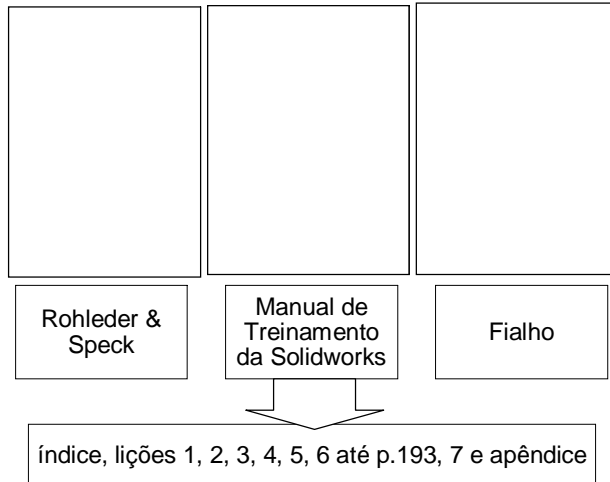 Rohleder &
Speck
Manual de
Treinamento
da Solidworks
Fialho
índice, lições 1, 2, 3, 4, 5, 6 até p.193, 7 e apêndice